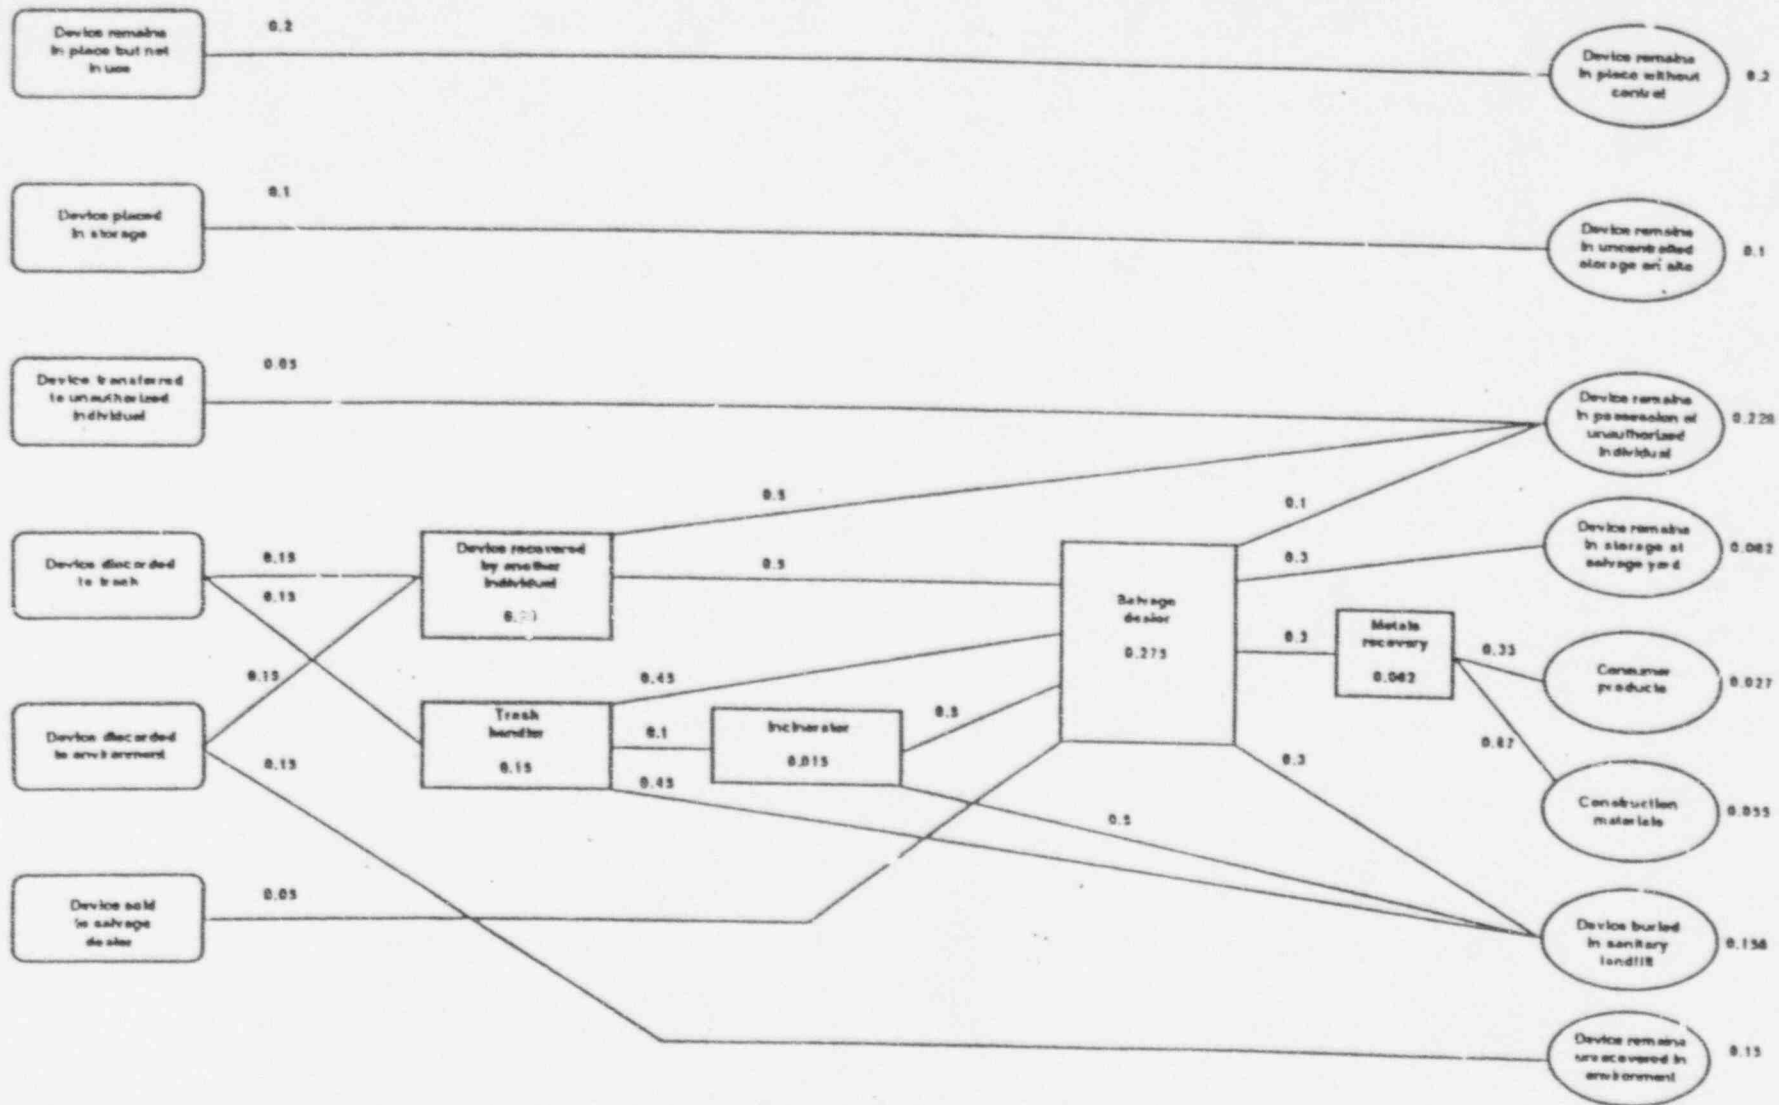 Device remains
in place but not
in use
0.2
Device remains
in place without
control
0.2
Device placed
in storage
0.1
Device remains
in uncontrolled
storage on site
0.1
Device transferred
to unauthorized
individual
0.05
Device remains
in possession of
unauthorized
individual
Device discarded
to trash
0.15
0.15
Device recovered
by another
individual
0.5
0.5
0.1
0.3
Device remains
in storage at
salvage yard
0.082
Salvage
dealer
0.275
0.3
Metals
recovery
0.082
0.33
0.67
Consumer
products
0.027
Construction
materials
0.055
Device discarded
to environment
0.15
0.15
Trash
handler
0.15
0.45
0.1
0.45
Incinerator
0.015
0.5
0.5
0.3
Device sold
to salvage
dealer
0.05
Device buried
in sanitary
landfill
Device remains
unrecovered in
environment
0.15